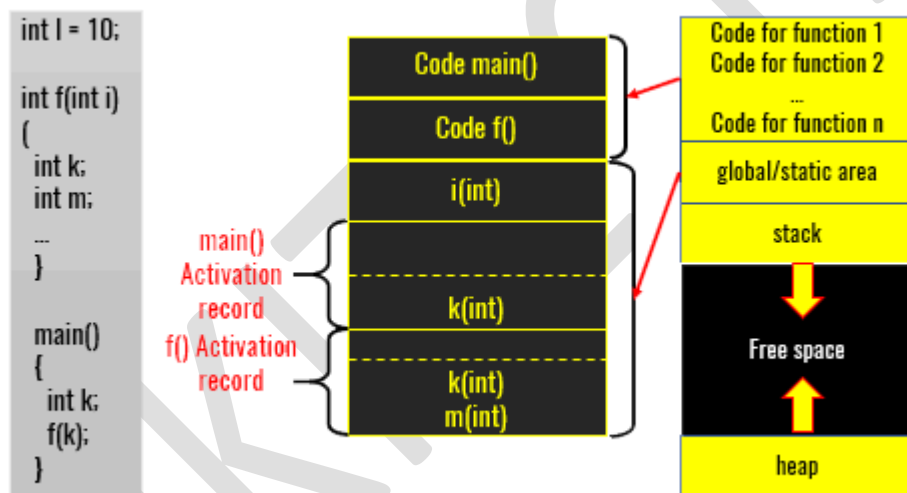 int I = 10;
int f(int i)
{
int k;
int m;
...
}
main()
{
int k;
f(k);
}
Code main()
Code f()
i(int)
main()
Activation
record
k(int)
f() Activation
record
k(int)
m(int)
Code for function 1
Code for function 2
...
Code for function n
global/static area
stack
Free space
heap